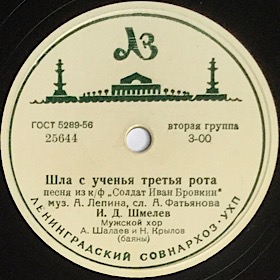 АЗ
ГОСТ 5289-56
вторая группа
25644
3-00
Шла с ученья третья рота
песня из к/ф „Солдат Иван Бровкин"
муз. А. Лепина, сл. А. Фатьянова
И. Д. Шмелев
Мужской хор
А. Шалаев и Н. Крылов
(баяны)
ЛЕНИНГРАДСКИЙ СОВНАРХОЗ-УХП